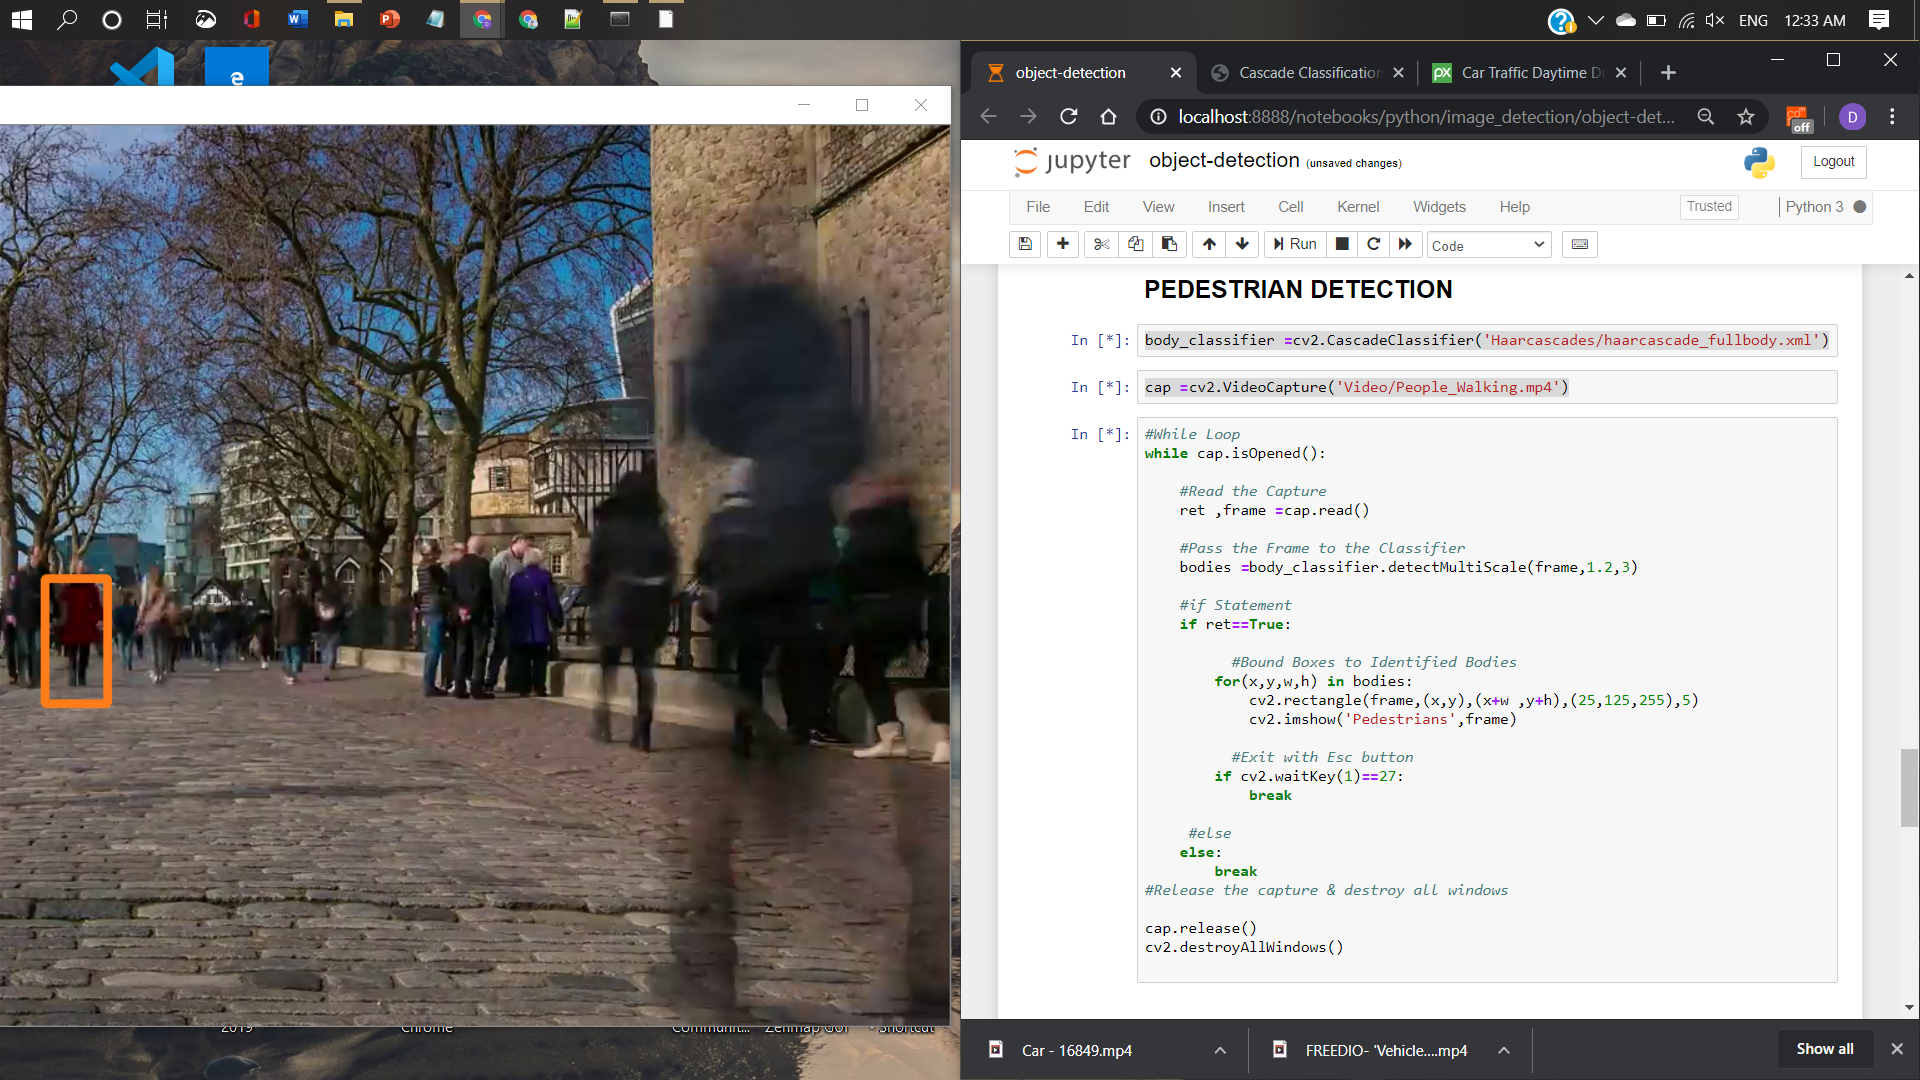 ENG
12:33 AM
object-detection
Cascade Classification
Car Traffic Daytime D
localhost:8888/notebooks/python/image_detection/object-det...
off
D
jupyter object-detection (unsaved changes)
Logout
File Edit View Insert Cell Kernel Widgets Help
Trusted
Python 3
Run
Code
PEDESTRIAN DETECTION
In [*]: body_classifier =cv2.CascadeClassifier('Haarcascades/haarcascade_fullbody.xml')
In [*]: cap =cv2.VideoCapture('Video/People_Walking.mp4')
In [*]: #While Loop
while cap.isOpened():
#Read the Capture
ret ,frame =cap.read()
#Pass the Frame to the Classifier
bodies =body_classifier.detectMultiScale(frame,1.2,3)
#if Statement
if ret==True:
#Bound Boxes to Identified Bodies
for(x,y,w,h) in bodies:
cv2.rectangle(frame,(x,y),(x+w ,y+h),(25,125,255),5)
cv2.imshow('Pedestrians',frame)
#Exit with Esc button
if cv2.waitKey(1)==27:
break
#else
else:
break
#Release the capture & destroy all windows
cap.release()
cv2.destroyAllWindows()
2019
Chrome
Communit...
Zenmap GUI
- Shortcut
Car - 16849.mp4
FREEDIO- 'Vehicle....mp4
Show all